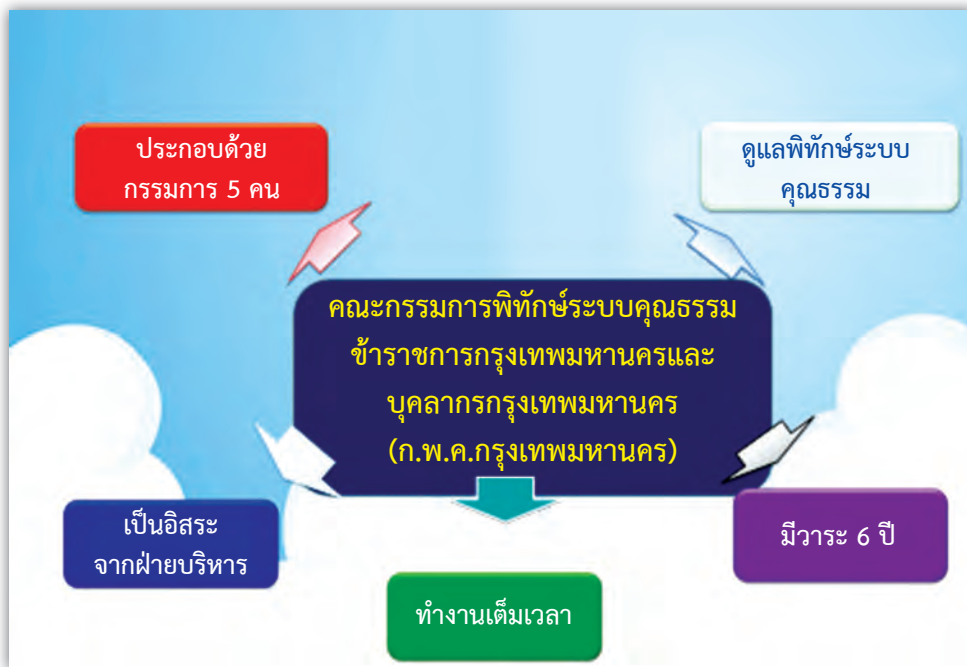 ประกอบด้วย
กรรมการ 5 คน
ดูแลพิทักษ์ระบบ
คุณธรรม
คณะกรรมการพิทักษ์ระบบคุณธรรม
ข้าราชการกรุงเทพมหานครและ
บุคลากรกรุงเทพมหานคร
(ก.พ.ค.กรุงเทพมหานคร)
เป็นอิสระ
จากฝ่ายบริหาร
มีวาระ 6 ปี
ทำงานเต็มเวลา